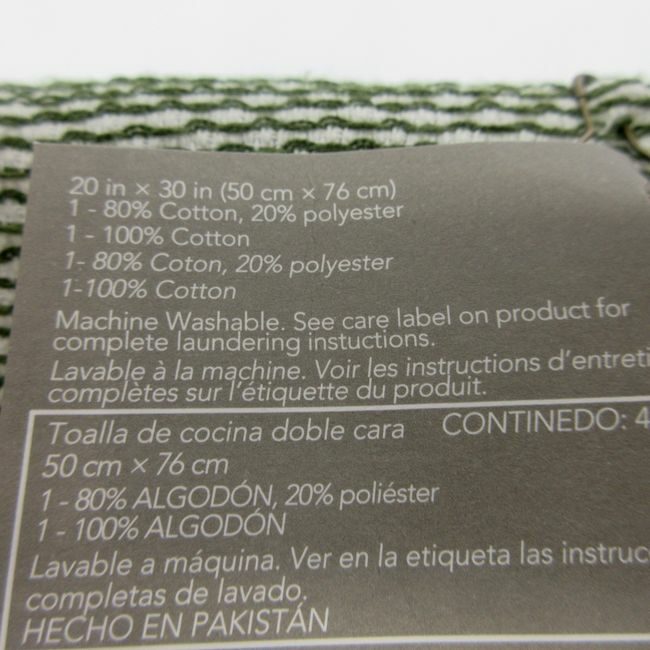 20 in × 30 in (50 cm × 76 cm)
1 - 80% Cotton, 20% polyester
1 - 100% Cotton
1- 80% Coton, 20% polyester
1-100% Cotton
Machine Washable. See care label on product for
complete laundering instuctions.
Lavable à la machine. Voir les instructions d'entreti
complètes sur l'étiquette du produit.
Toalla de cocina doble cara CONTINEDO: 4
50 cm × 76 cm
1 - 80% ALGODÓN, 20% poliéster
1 - 100% ALGODÓN
Lavable a máquina. Ver en la etiqueta las instruc
completas de lavado.
HECHO EN PAKISTÁN